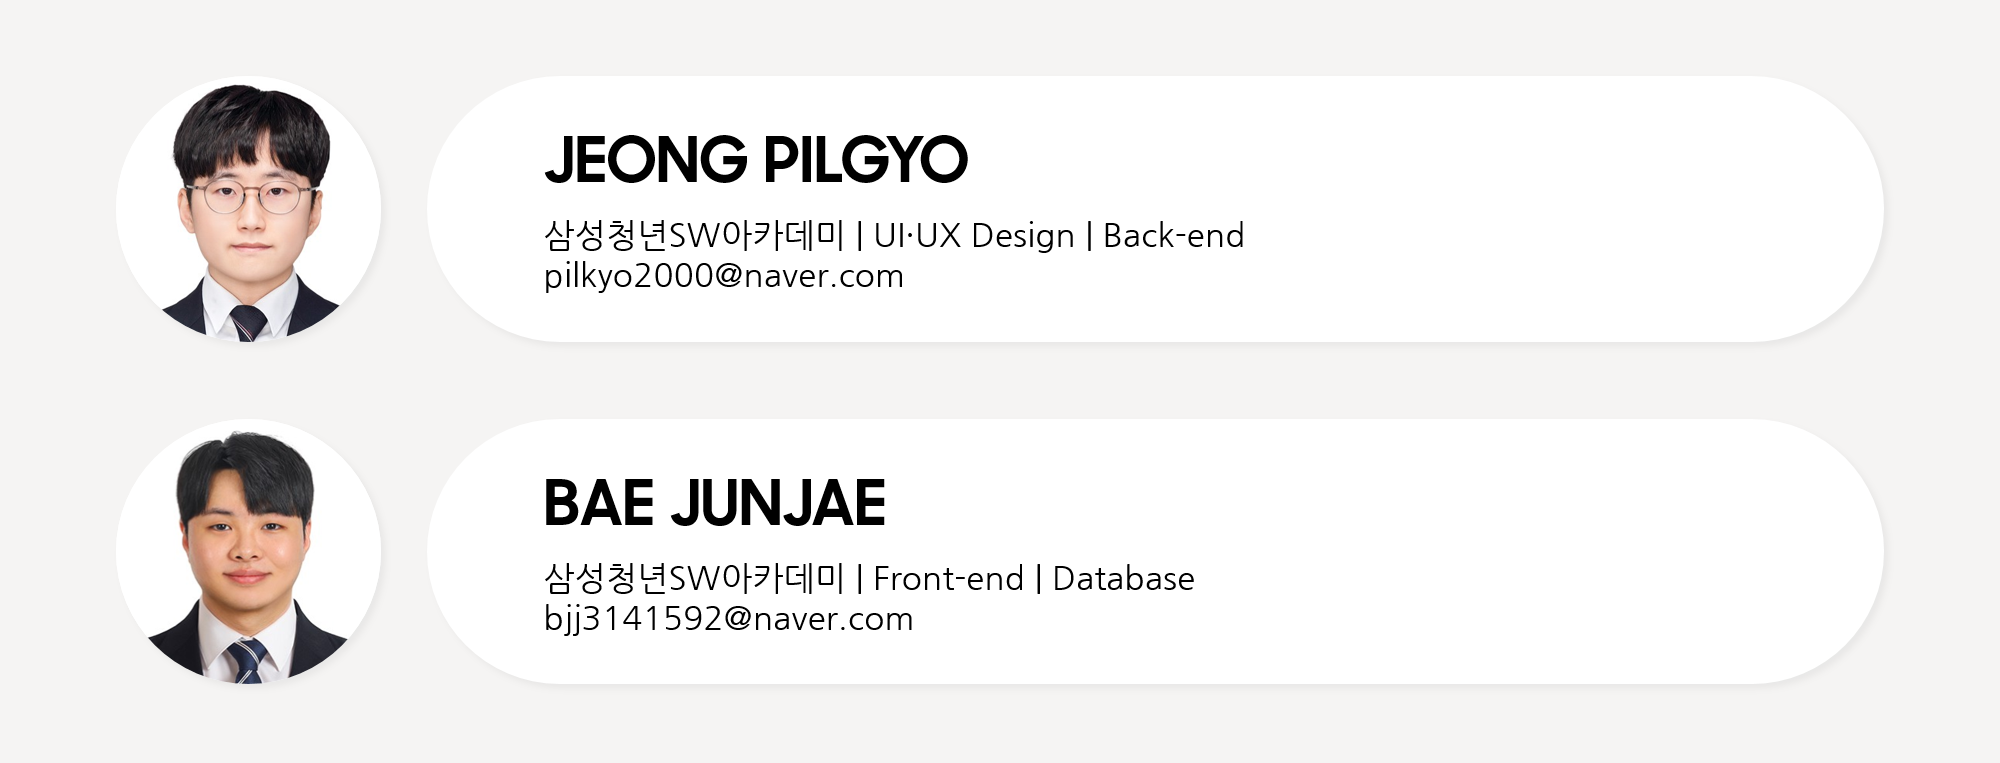 JEONG PILGYO
삼성청년SW아카데미 | UI·UX Design | Back-end
pilkyo2000@naver.com
BAE JUNJAE
삼성청년SW아카데미 | Front-end | Database
bjj3141592@naver.com